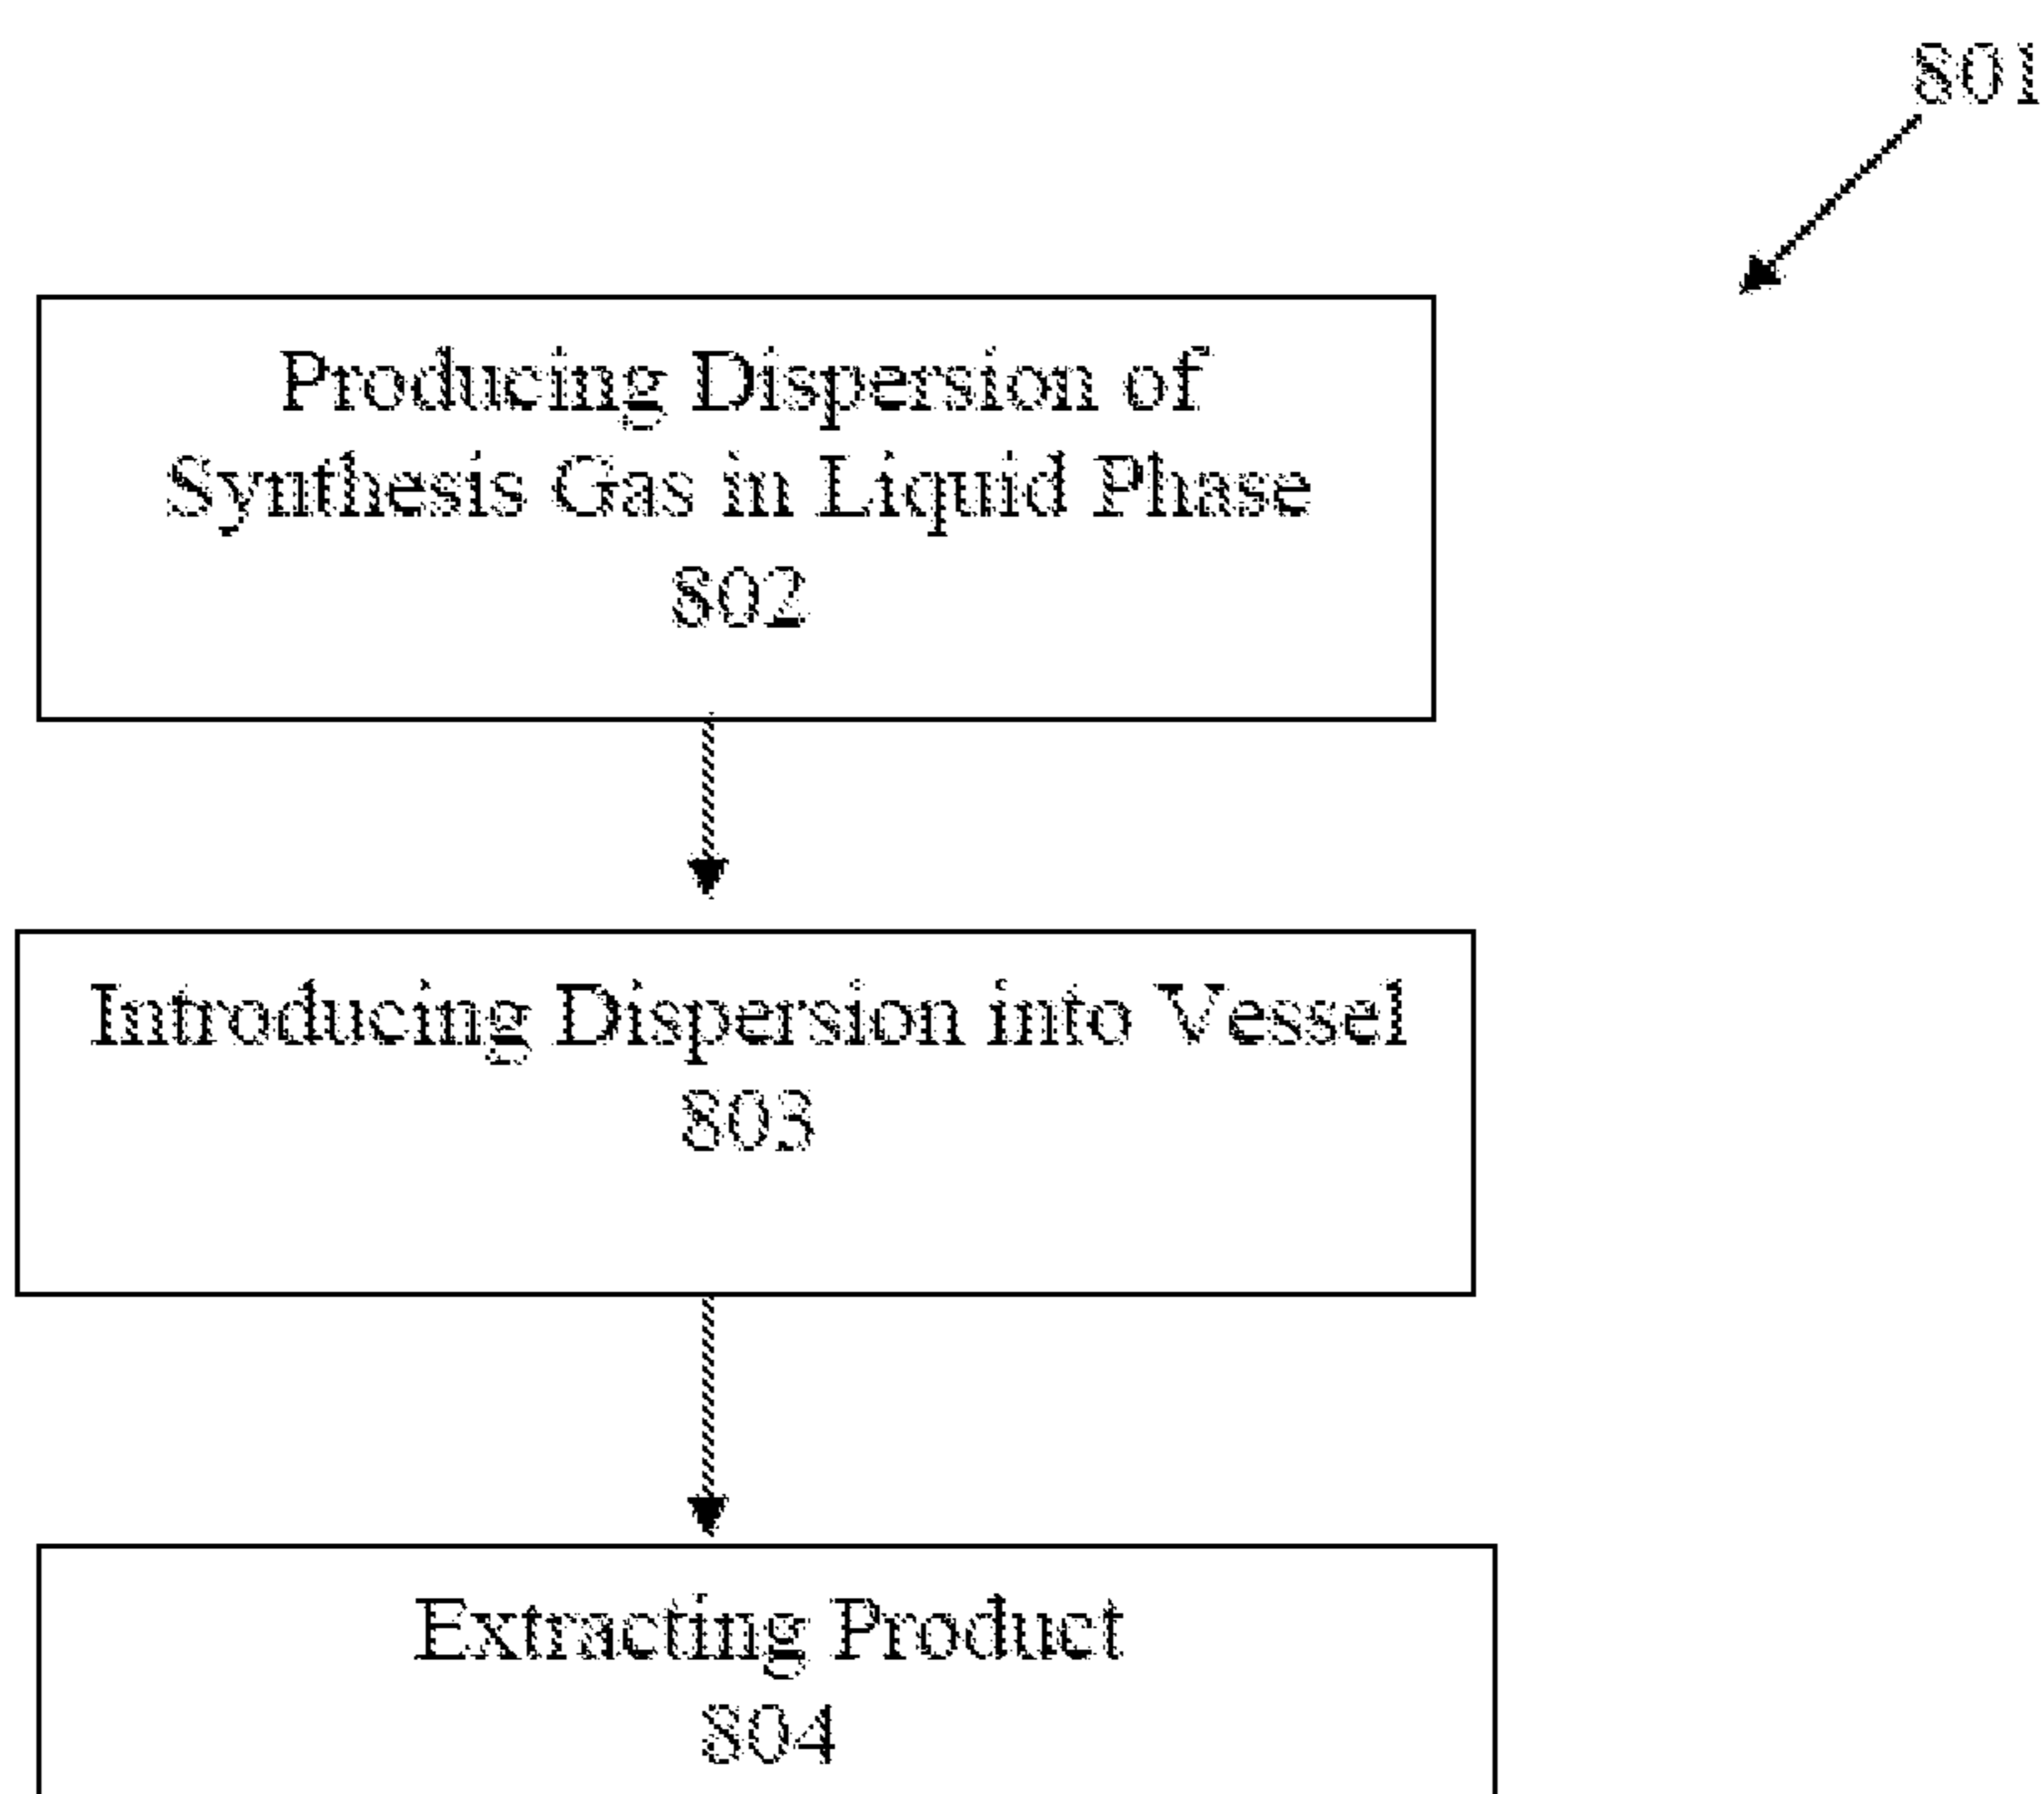 801
Producing Dispersion of
Synthesis Gas in Liquid Phase
802
Introducing Dispersion into Vessel
803
Extracting Product
804